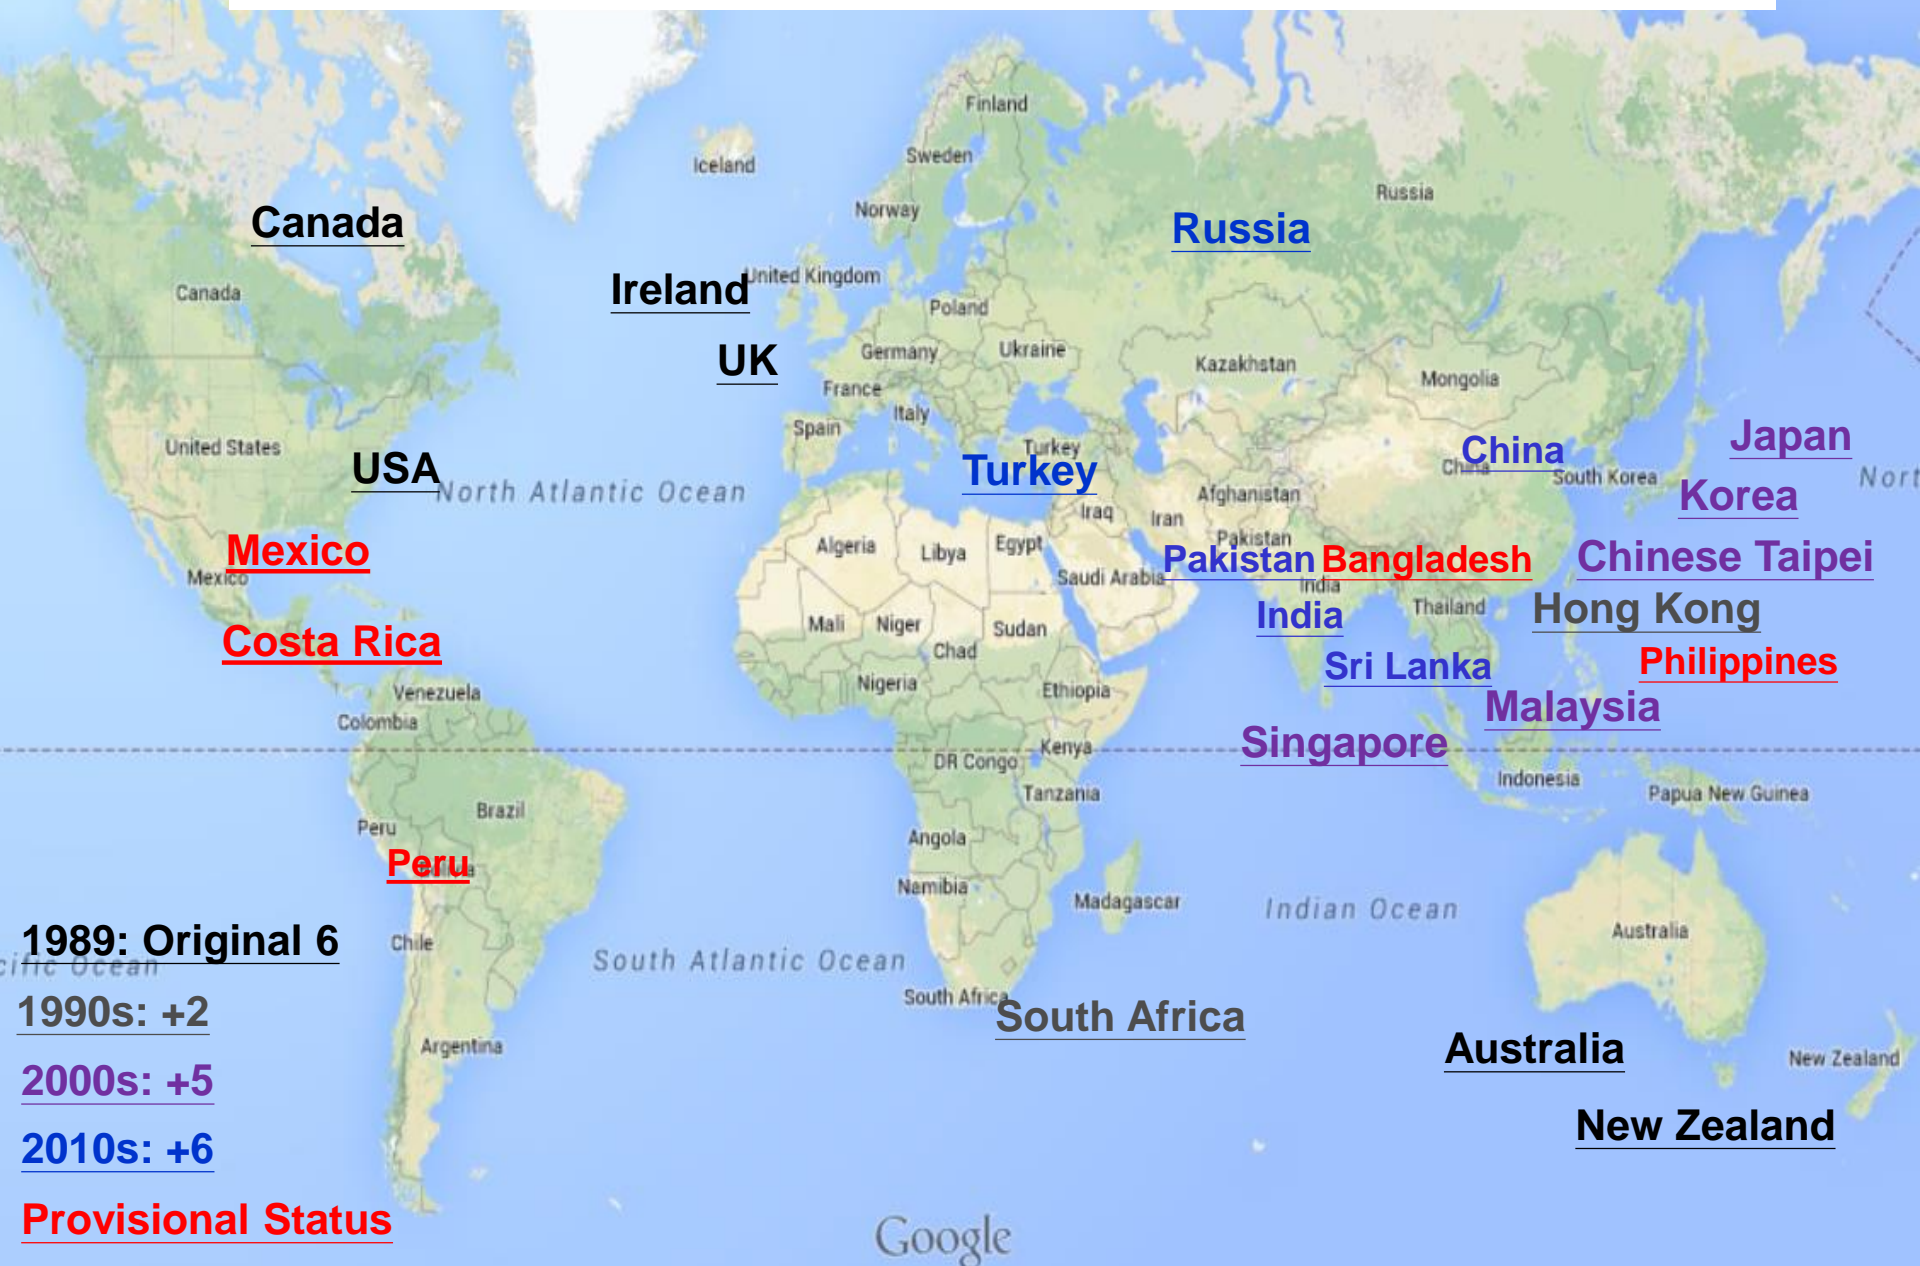 Finland
Sweden
Iceland
Russia
Norway
Canada
Russia
United Kingdom
Ireland
Canada
Poland
UK
Germany
Ukraine
Kazakhstan
Mongolia
France
Italy
Spain
United States
Turkey
Japan
China
China
South Korea
USA
Turkey
North Atlantic Ocean
Afghanistan
Korea
Nort
Iraq
Iran
Mexico
Algeria
Libya
Egypt
Pakistan
Pakistan
Bangladesh
Chinese Taipei
Mexico
Saudi Arabia
India
India
Thailand
Hong Kong
Mali
Niger
Sudan
Costa Rica
Chad
Sri Lanka
Philippines
Venezuela
Nigeria
Ethiopia
Malaysia
Colombia
Singapore
Kenya
DR Congo
Indonesia
Tanzania
Papua New Guinea
Brazil
Peru
Angola
Peru
Namibia
Madagascar
Indian Ocean
Australia
1989: Original 6
Chile
cific Ocean
South Atlantic Ocean
South Africa
1990s: +2
South Africa
Argentina
Australia
New Zealand
2000s: +5
New Zealand
2010s: +6
Provisional Status
Google